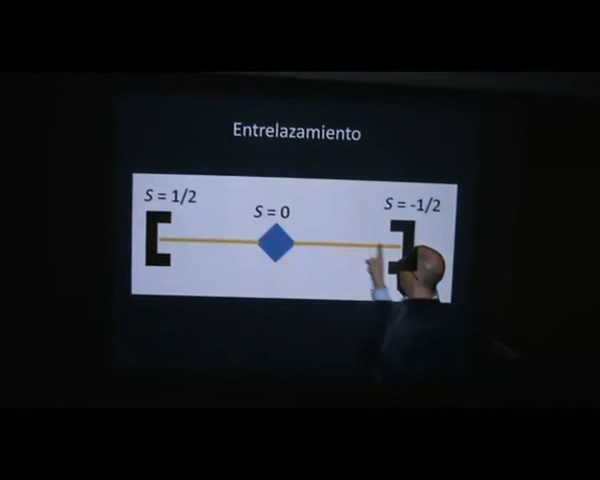 Entrelazamiento
S = 1/2
S = 0
S = -1/2